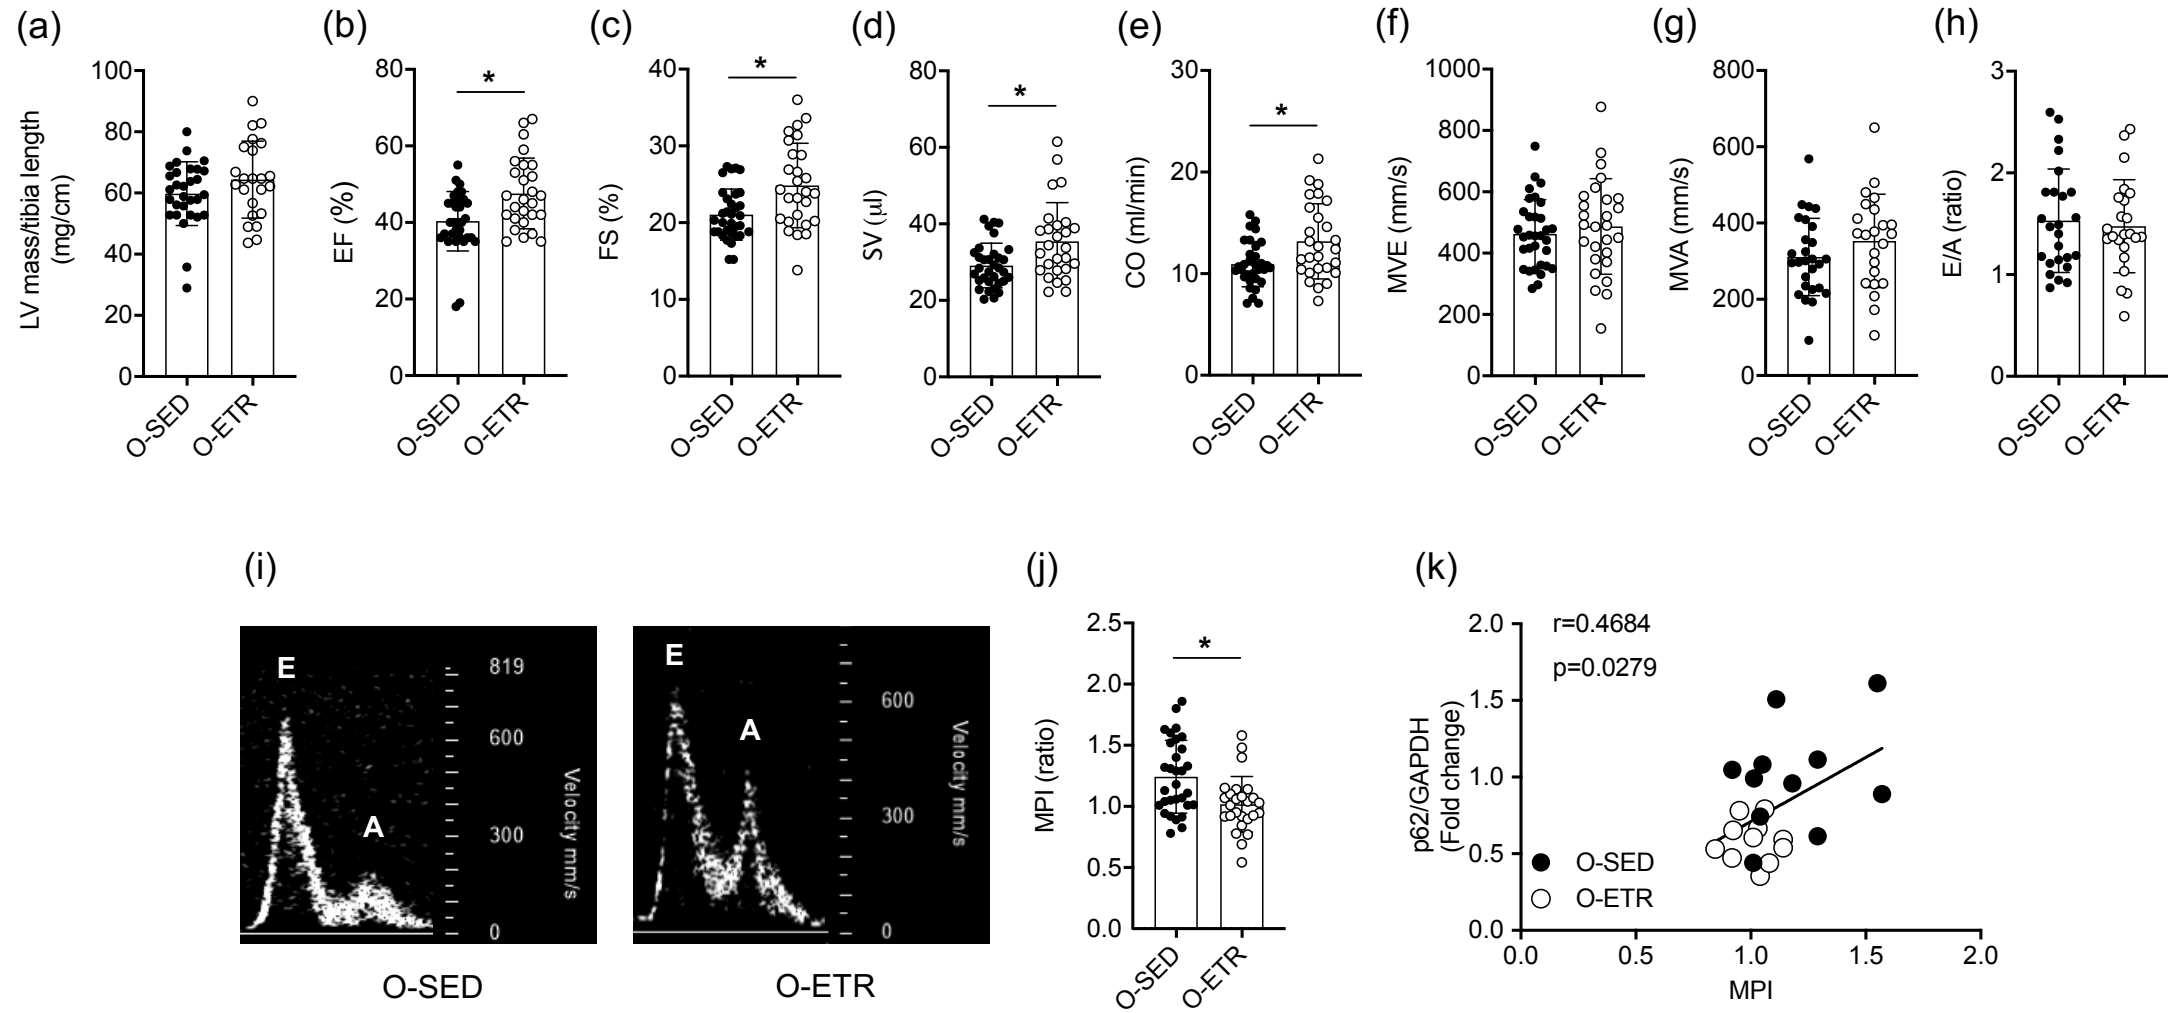 (a)
LV mass/tibia length
(mg/cm)
100
80
60
40
20
0
O-SED
O-ETR
(b)
EF (%)
80
60
40
20
0
*
O-SED
O-ETR
(c)
FS (%)
40
30
20
10
0
*
O-SED
O-ETR
(d)
SV (µl)
80
60
40
20
0
*
O-SED
O-ETR
(e)
CO (ml/min)
30
20
10
0
*
O-SED
O-ETR
(f)
MVE (mm/s)
1000
800
600
400
200
0
O-SED
O-ETR
(g)
MVA (mm/s)
800
600
400
200
0
O-SED
O-ETR
(h)
E/A (ratio)
3
2
1
0
O-SED
O-ETR
(i)
E
A
819
600
300
0
Velocity mm/s
O-SED
E
A
600
300
0
Velocity mm/s
O-ETR
(j)
MPI (ratio)
2.5
2.0
1.5
1.0
0.5
0.0
*
O-SED
O-ETR
(k)
p62/GAPDH
(Fold change)
2.0
1.5
1.0
0.5
0.0
r=0.4684
p=0.0279
O-SED
O-ETR
0.0 0.5 1.0 1.5 2.0
MPI